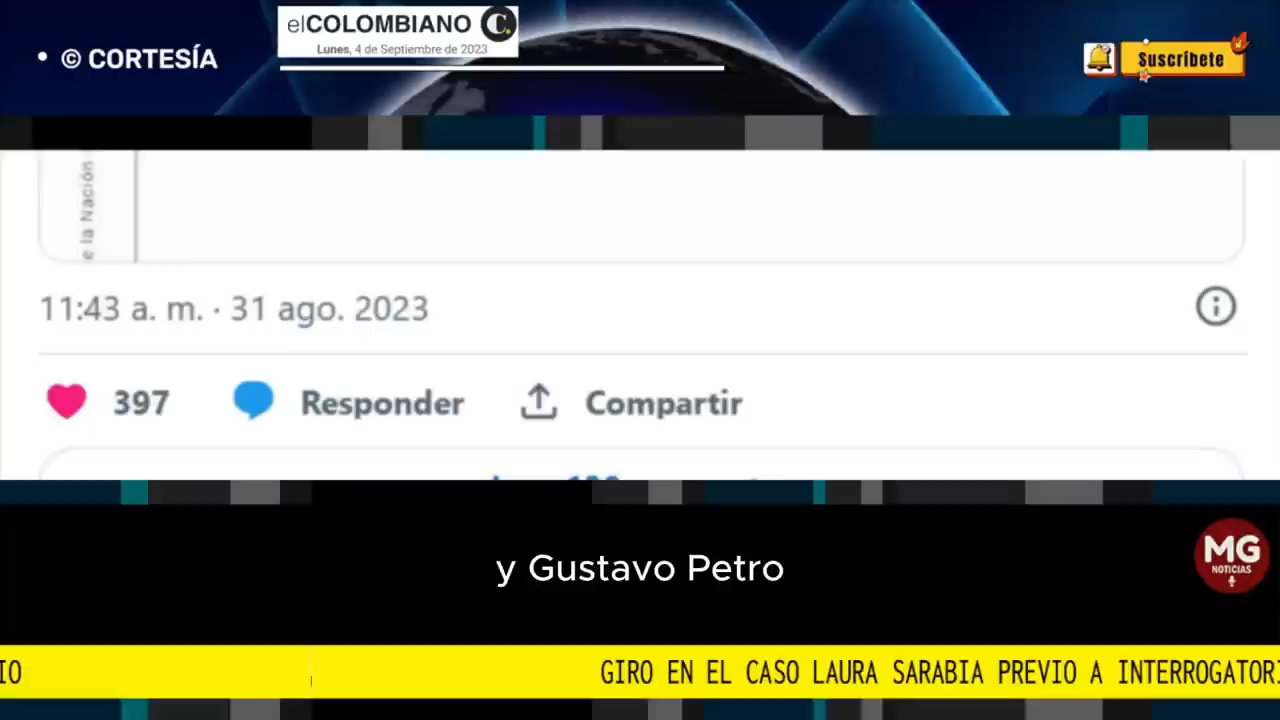 • © CORTESÍA
elCOLOMBIANO C.
Lunes, 4 de Septiembre de 2023
Suscríbete
e la Nación
11:43 a. m. · 31 ago. 2023
397 Responder Compartir
y Gustavo Petro
MG
NOTICIAS
IO GIRO EN EL CASO LAURA SARABIA PREVIO A INTERROGATORI